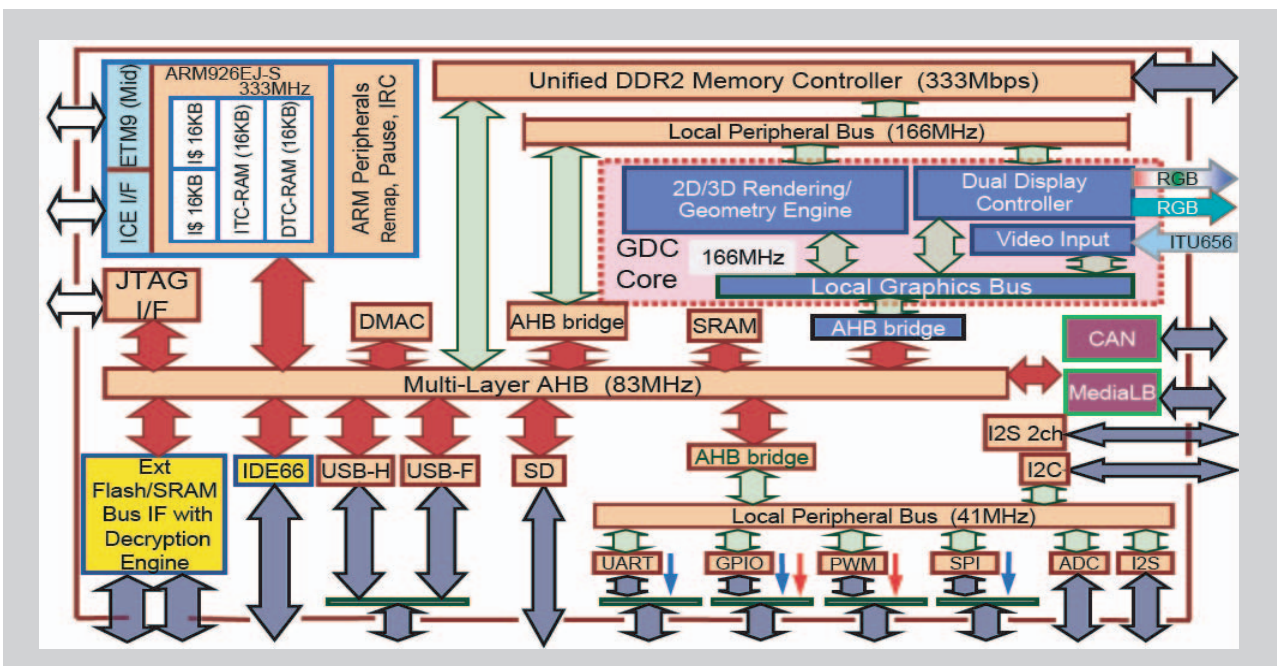 ETM9 (Mid)
ICE I/F
ARM926EJ-S
333MHz
I$ 16KB
I$ 16KB
ITC-RAM (16KB)
DTC-RAM (16KB)
ARM Peripherals
Remap, Pause, IRC
Unified DDR2 Memory Controller (333Mbps)
Local Peripheral Bus (166MHz)
2D/3D Rendering/
Geometry Engine
Dual Display
Controller
RGB
RGB
Video Input
ITU656
GDC
Core
166MHz
Local Graphics Bus
JTAG
I/F
DMAC
AHB bridge
SRAM
AHB bridge
CAN
Multi-Layer AHB (83MHz)
MediaLB
I2S 2ch
I2C
Ext
Flash/SRAM
Bus IF with
Decryption
Engine
IDE66
USB-H
USB-F
SD
AHB bridge
Local Peripheral Bus (41MHz)
UART
GPIO
PWM
SPI
ADC
I2S